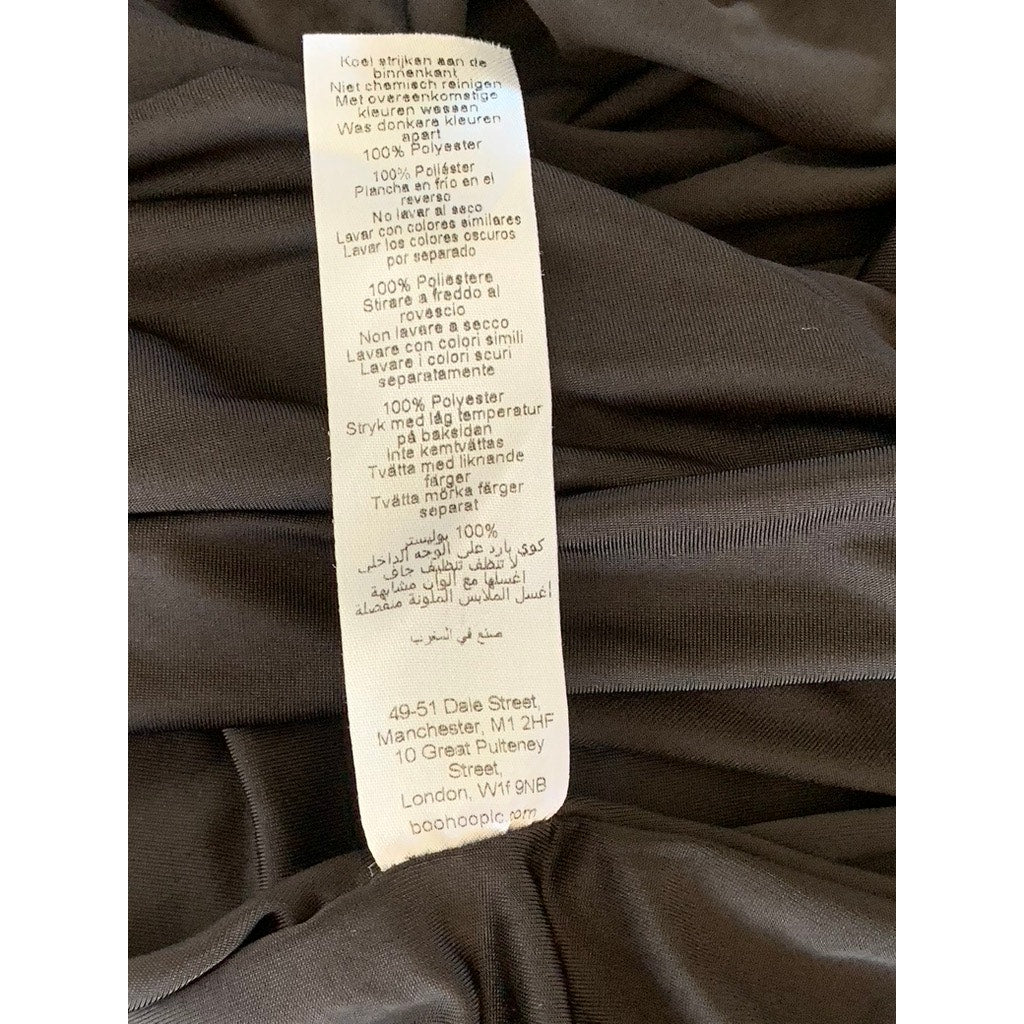 Koel strijken aan de
binnenkant
Niet chemisch reinigen
Met overeenkomstige
kleuren wassen
Was donkere kleuren
apart
100% Polyester
100% Poliéster
Plancha en frío en el
reverso
No lavar al seco
Lavar con colores similares
Lavar los colores oscuros
por separado
100% Poliestere
Stirare a freddo al
rovescio
Non lavare a secco
Lavare con colori simili
Lavare i colori scuri
separatamente
100% Polyester
Stryk med låg temperatur
på baksidan
Inte kemtvättas
Tvätta med liknande
färger
Tvätta mörka färger
separat
100% بوليستر
كوي بارد على الوجه الداخلي
لا تنظف تنظيف جاف
اغسلها مع ألوان مشابهة
اغسل الملابس الملونة منفصلة
صنع في المغرب
49-51 Dale Street,
Manchester, M1 2HF
10 Great Pulteney
Street,
London, W1f 9NB
boohooplc.com